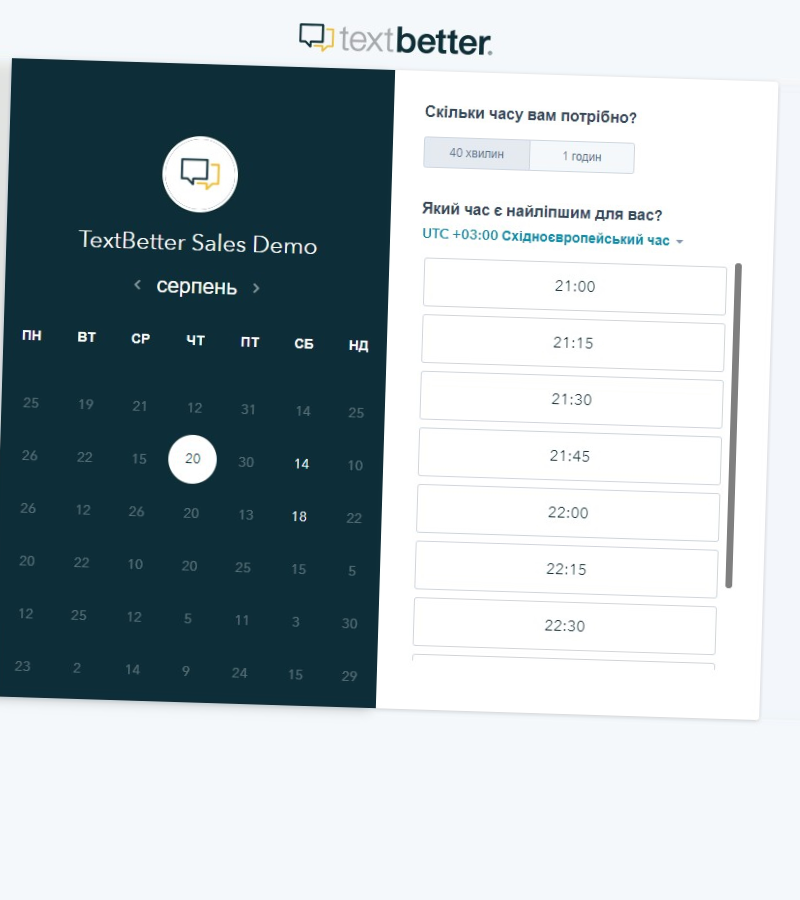 textbetter.
TextBetter Sales Demo
серпень
ПН ВТ СР ЧТ ПТ СБ НД
25 19 21 12 31 14 25
26 22 15 20 30 14 10
26 12 26 20 13 18 22
20 22 10 20 25 15 5
12 25 12 5 11 3 30
23 2 14 9 24 15 29
Скільки часу вам потрібно?
40 хвилин 1 годин
Який час є найліпшим для вас?
UTC +03:00 Східноєвропейський час
21:00
21:15
21:30
21:45
22:00
22:15
22:30